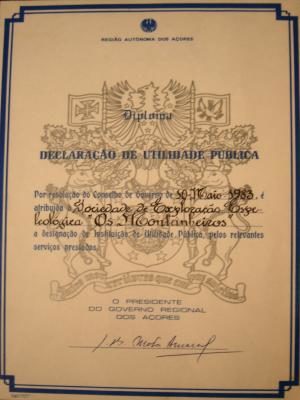 REGIÃO AUTÓNOMA DOS AÇORES
Diploma
DECLARAÇÃO DE UTILIDADE PÚBLICA
Por resolução do Conselho de Governo de 30-Maio-1983, é
atribuída à Sociedade de Exploração Espe-
leológica "Os Montanheiros"
a designação de Instituição de Utilidade Pública, pelos relevantes
serviços prestados.
O PRESIDENTE
DO GOVERNO REGIONAL
DOS AÇORES